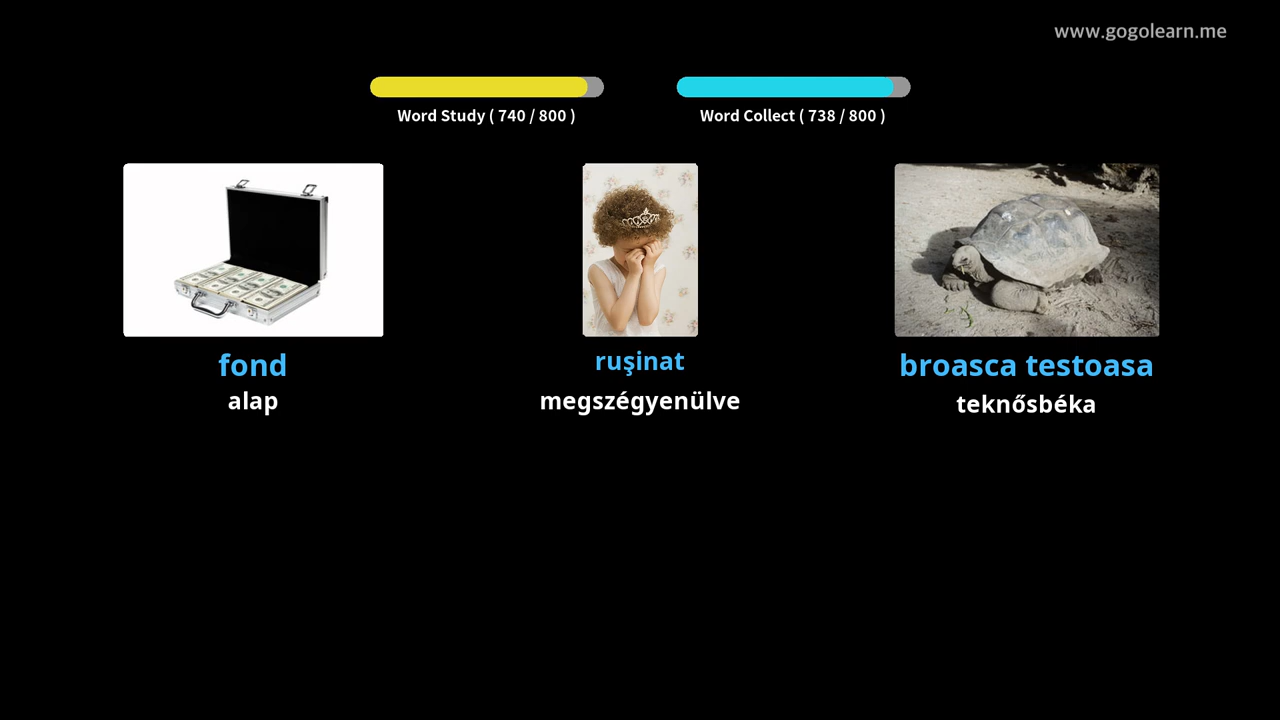 www.gogolearn.me
Word Study ( 740 / 800 )
Word Collect ( 738 / 800 )
fond
alap
ruşinat
megszégyenülve
broasca testoasa
teknősbéka